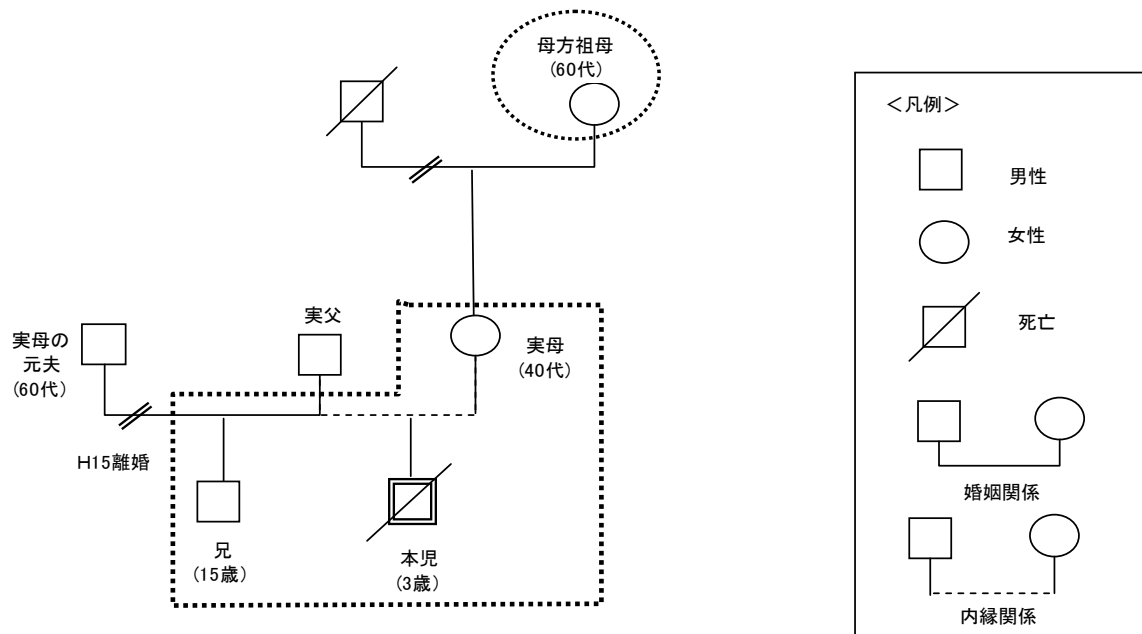 母方祖母
(60代)
実父
実母の
元夫
(60代)
実母
(40代)
H15離婚
兄
(15歳)
本児
(3歳)
<凡例>
男性
女性
死亡
婚姻関係
内縁関係